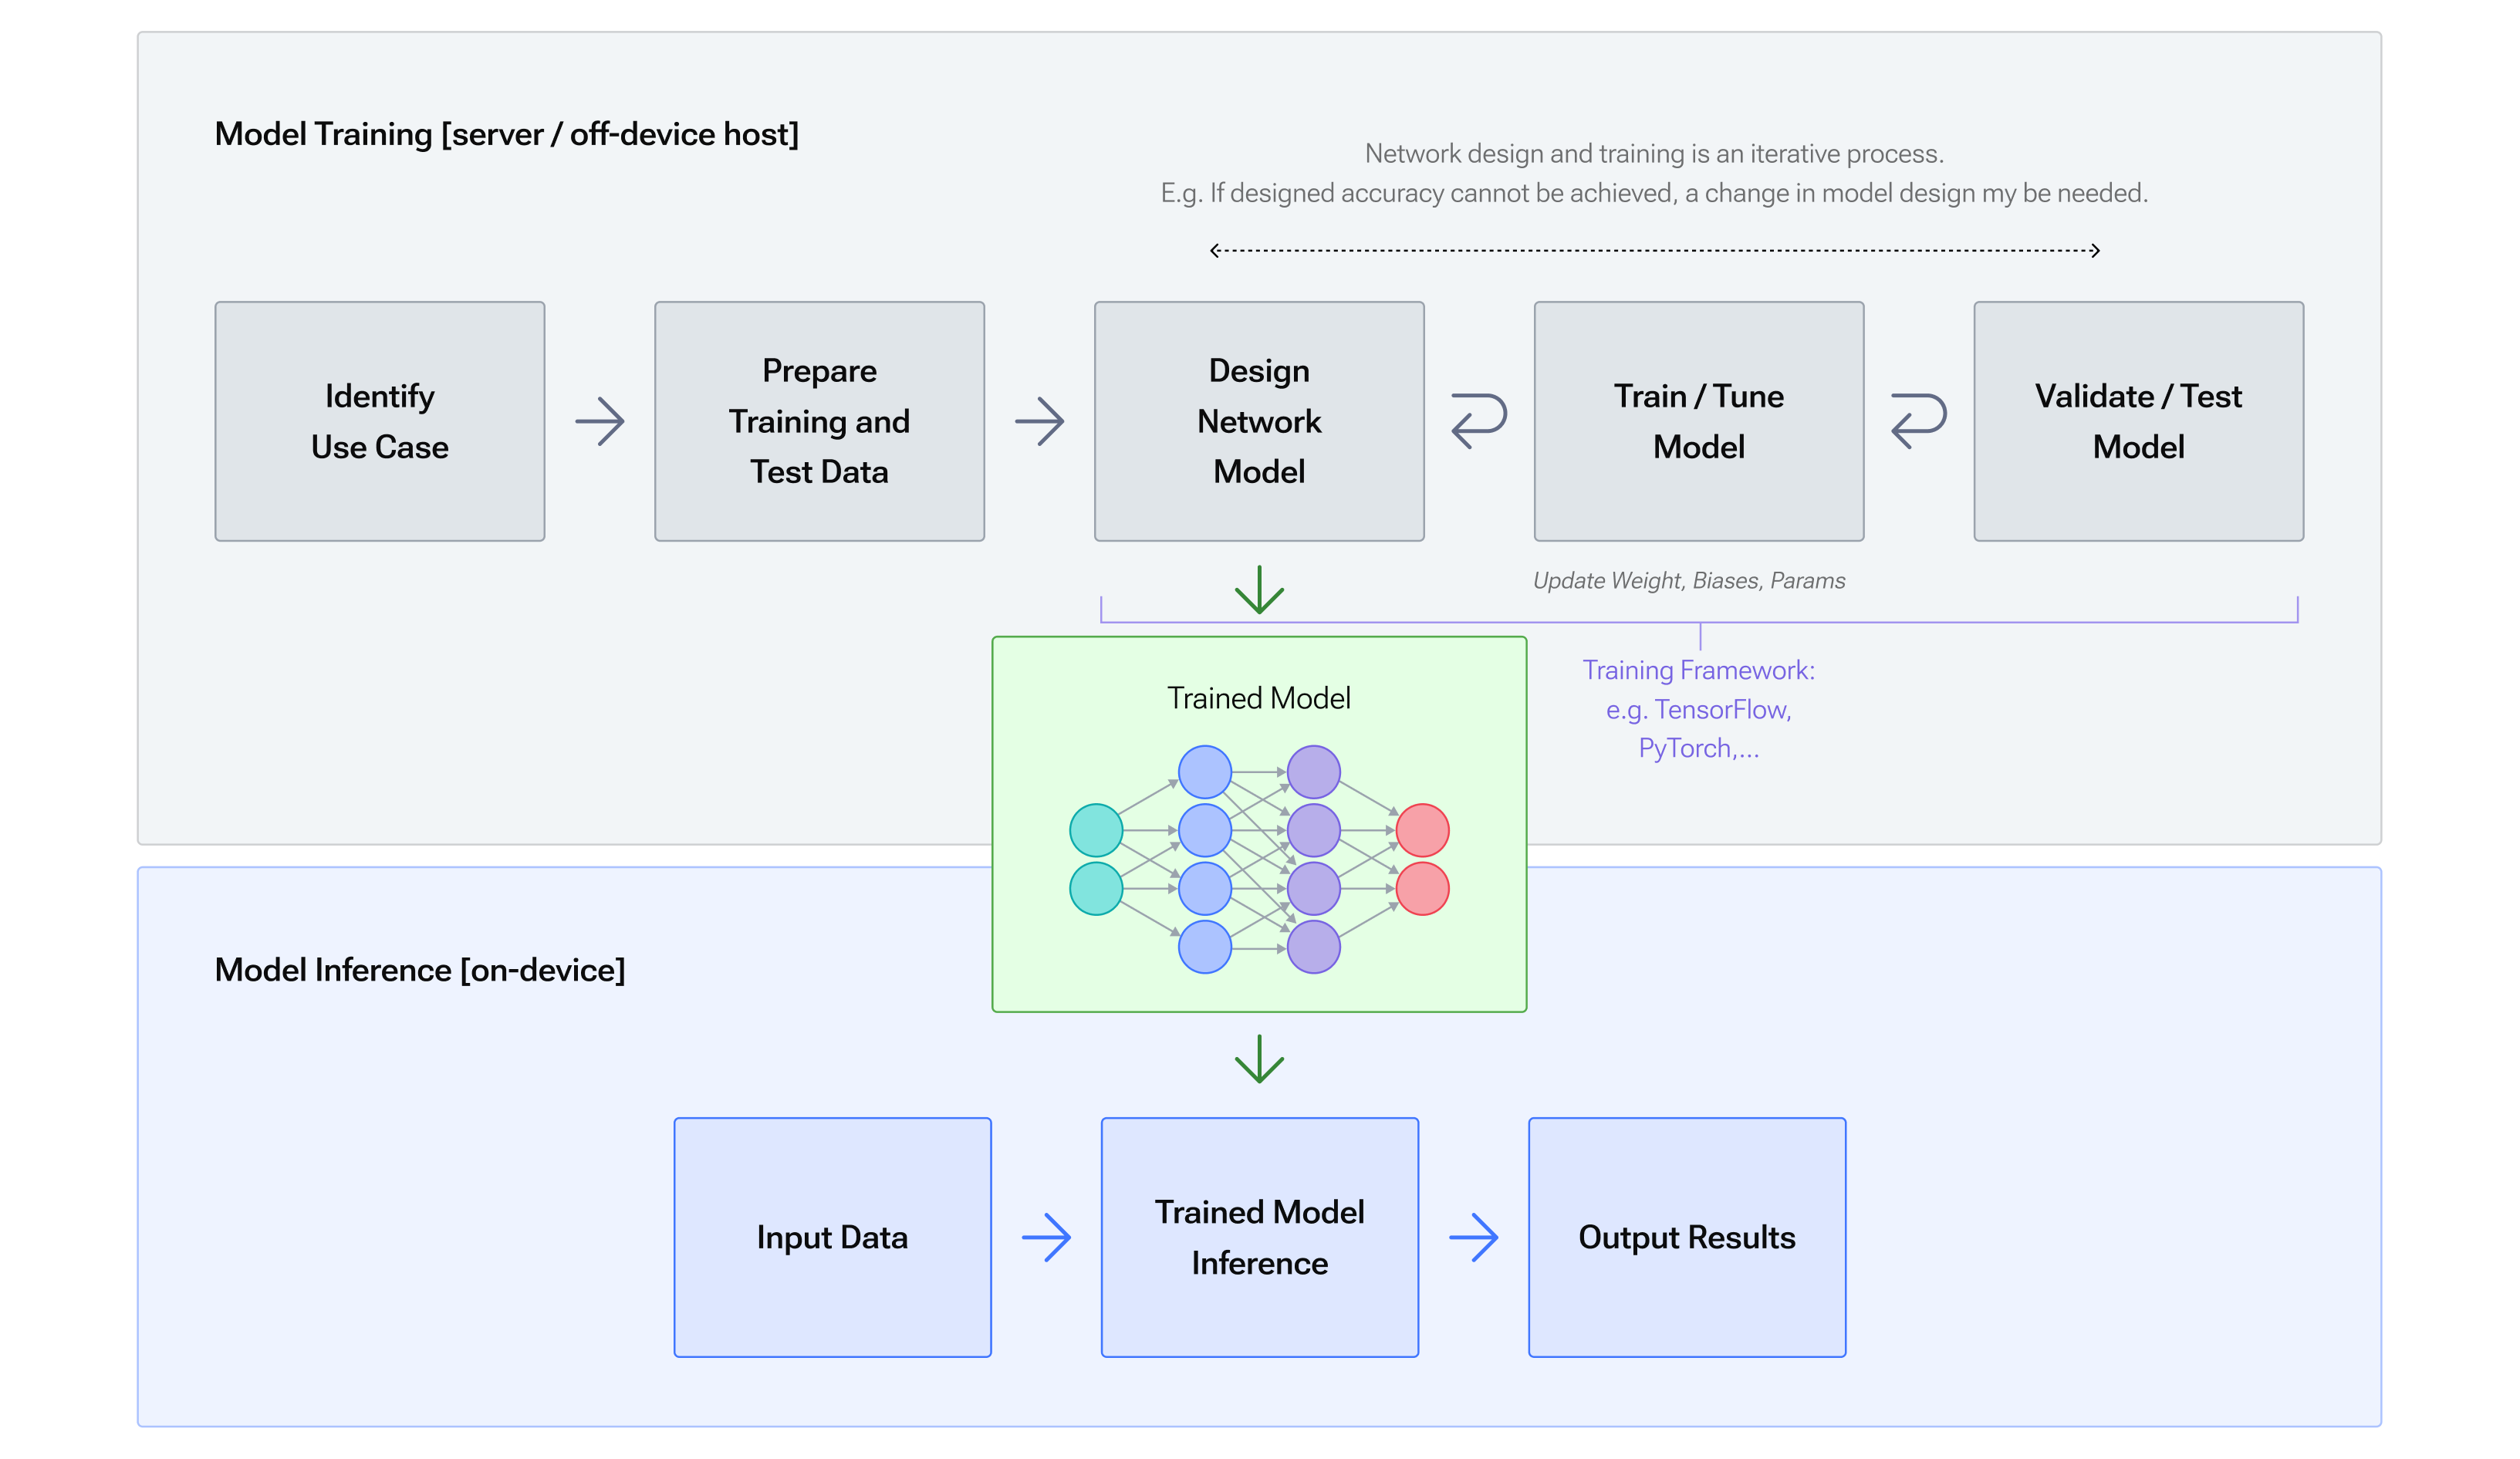 Model Training [server / off-device host]
Network design and training is an iterative process.
E.g. If designed accuracy cannot be achieved, a change in model design my be needed.
Identify
Use Case
Prepare
Training and
Test Data
Design
Network
Model
Train / Tune
Model
Validate / Test
Model
Update Weight, Biases, Params
Training Framework:
e.g. TensorFlow,
PyTorch,...
Trained Model
Model Inference [on-device]
Input Data
Trained Model
Inference
Output Results